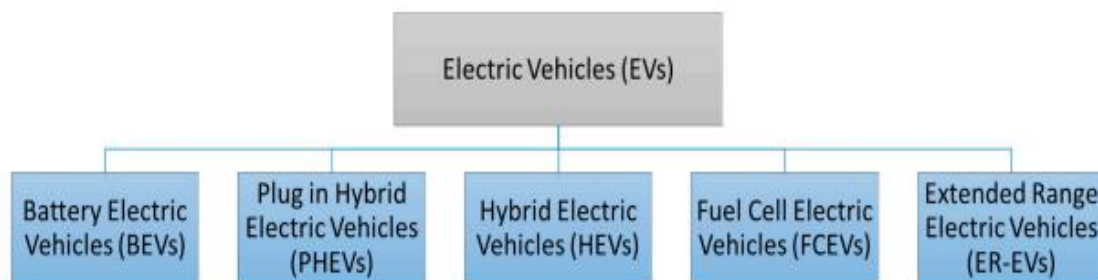 Electric Vehicles (EVs)
Battery Electric
Vehicles (BEVs)
Plug in Hybrid
Electric Vehicles
(PHEVs)
Hybrid Electric
Vehicles (HEVs)
Fuel Cell Electric
Vehicles (FCEVs)
Extended Range
Electric Vehicles
(ER-EVs)